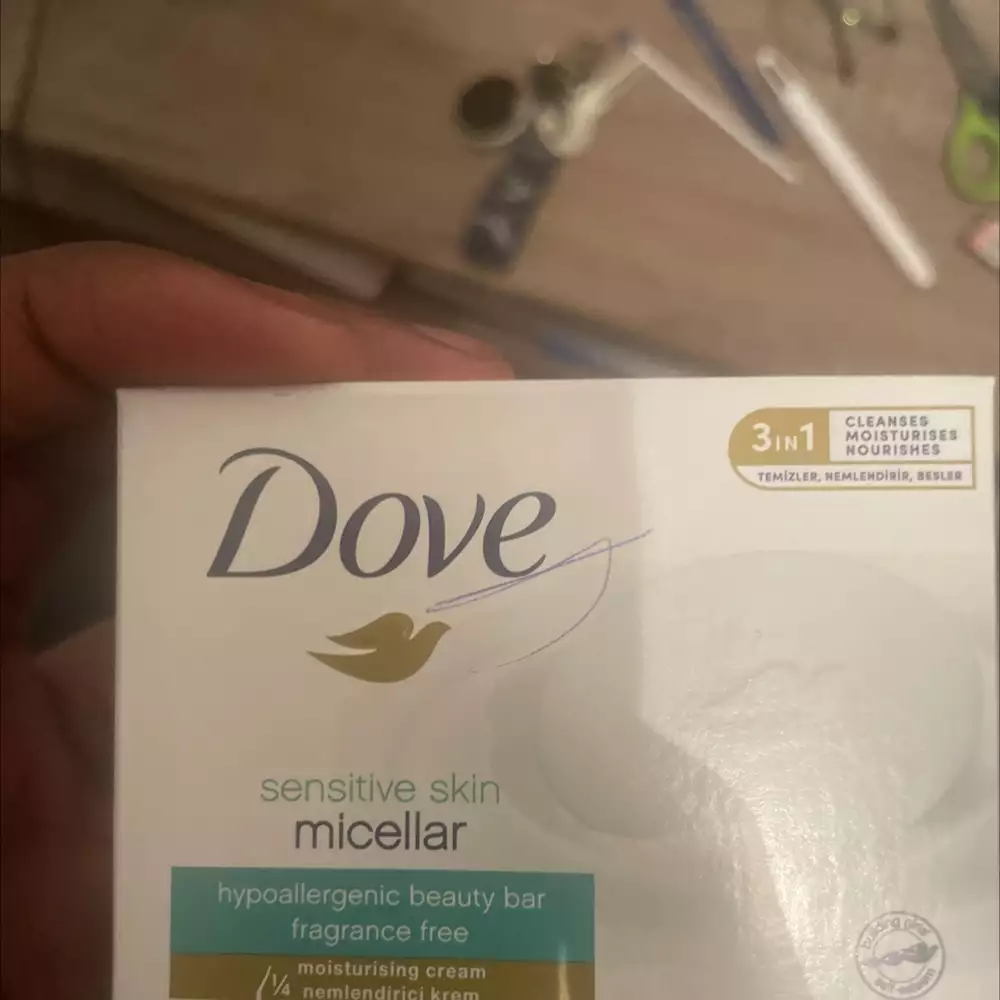 Dove
3IN1
CLEANSES
MOISTURISES
NOURISHES
TEMİZLER, NEMLENDİRİR, BESLER
sensitive skin
micellar
hypoallergenic beauty bar
fragrance free
1/4 moisturising cream
nemlendirici krem